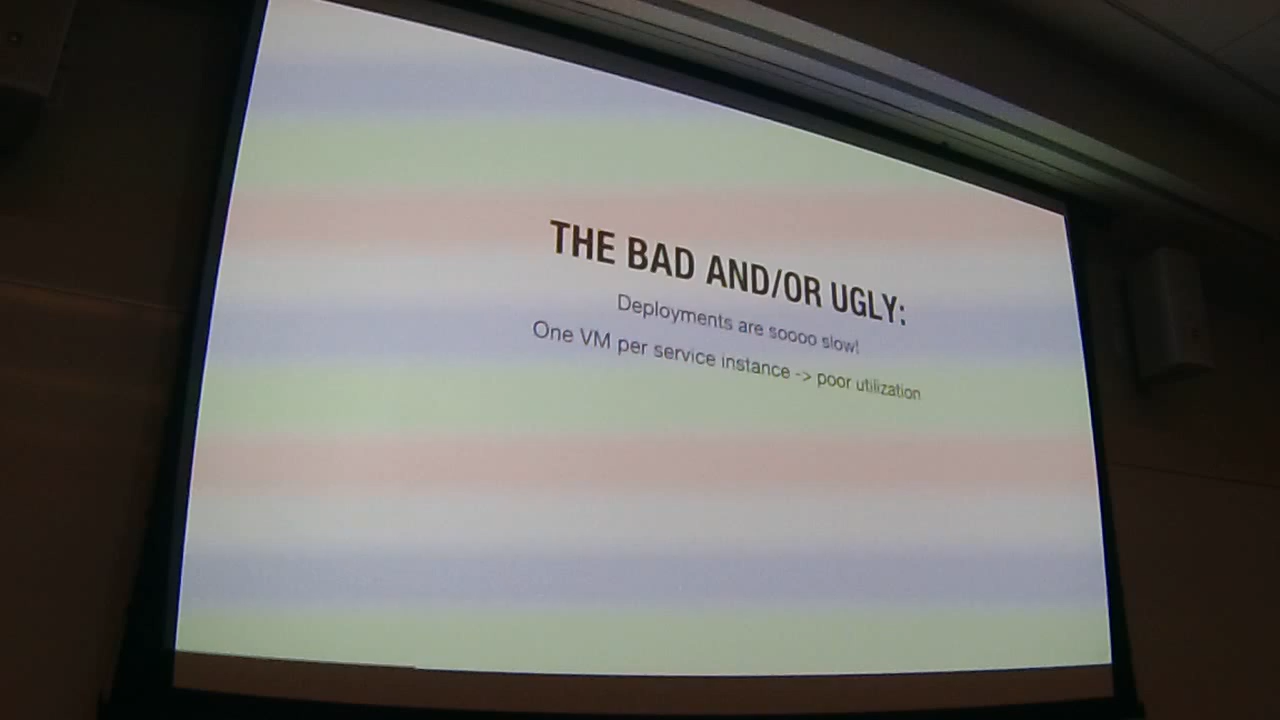 THE BAD AND/OR UGLY:
Deployments are soooo slow!
One VM per service instance -> poor utilization